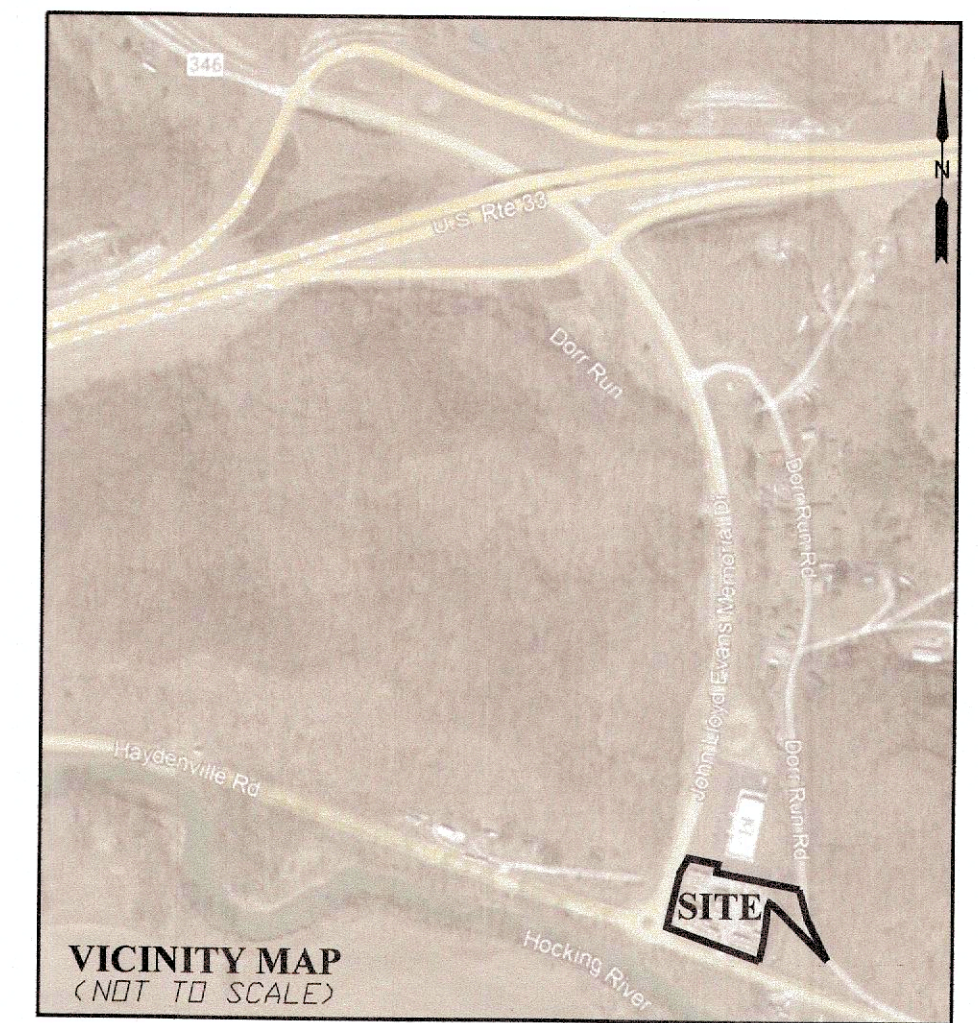 346
N
U.S. Rte 33
Dorr Run
Dorr Run Rd
John Lloyd Evans Memorial Dr
Haydenville Rd
Dorr Run Rd
SITE
Hocking River
VICINITY MAP
(NOT TO SCALE)